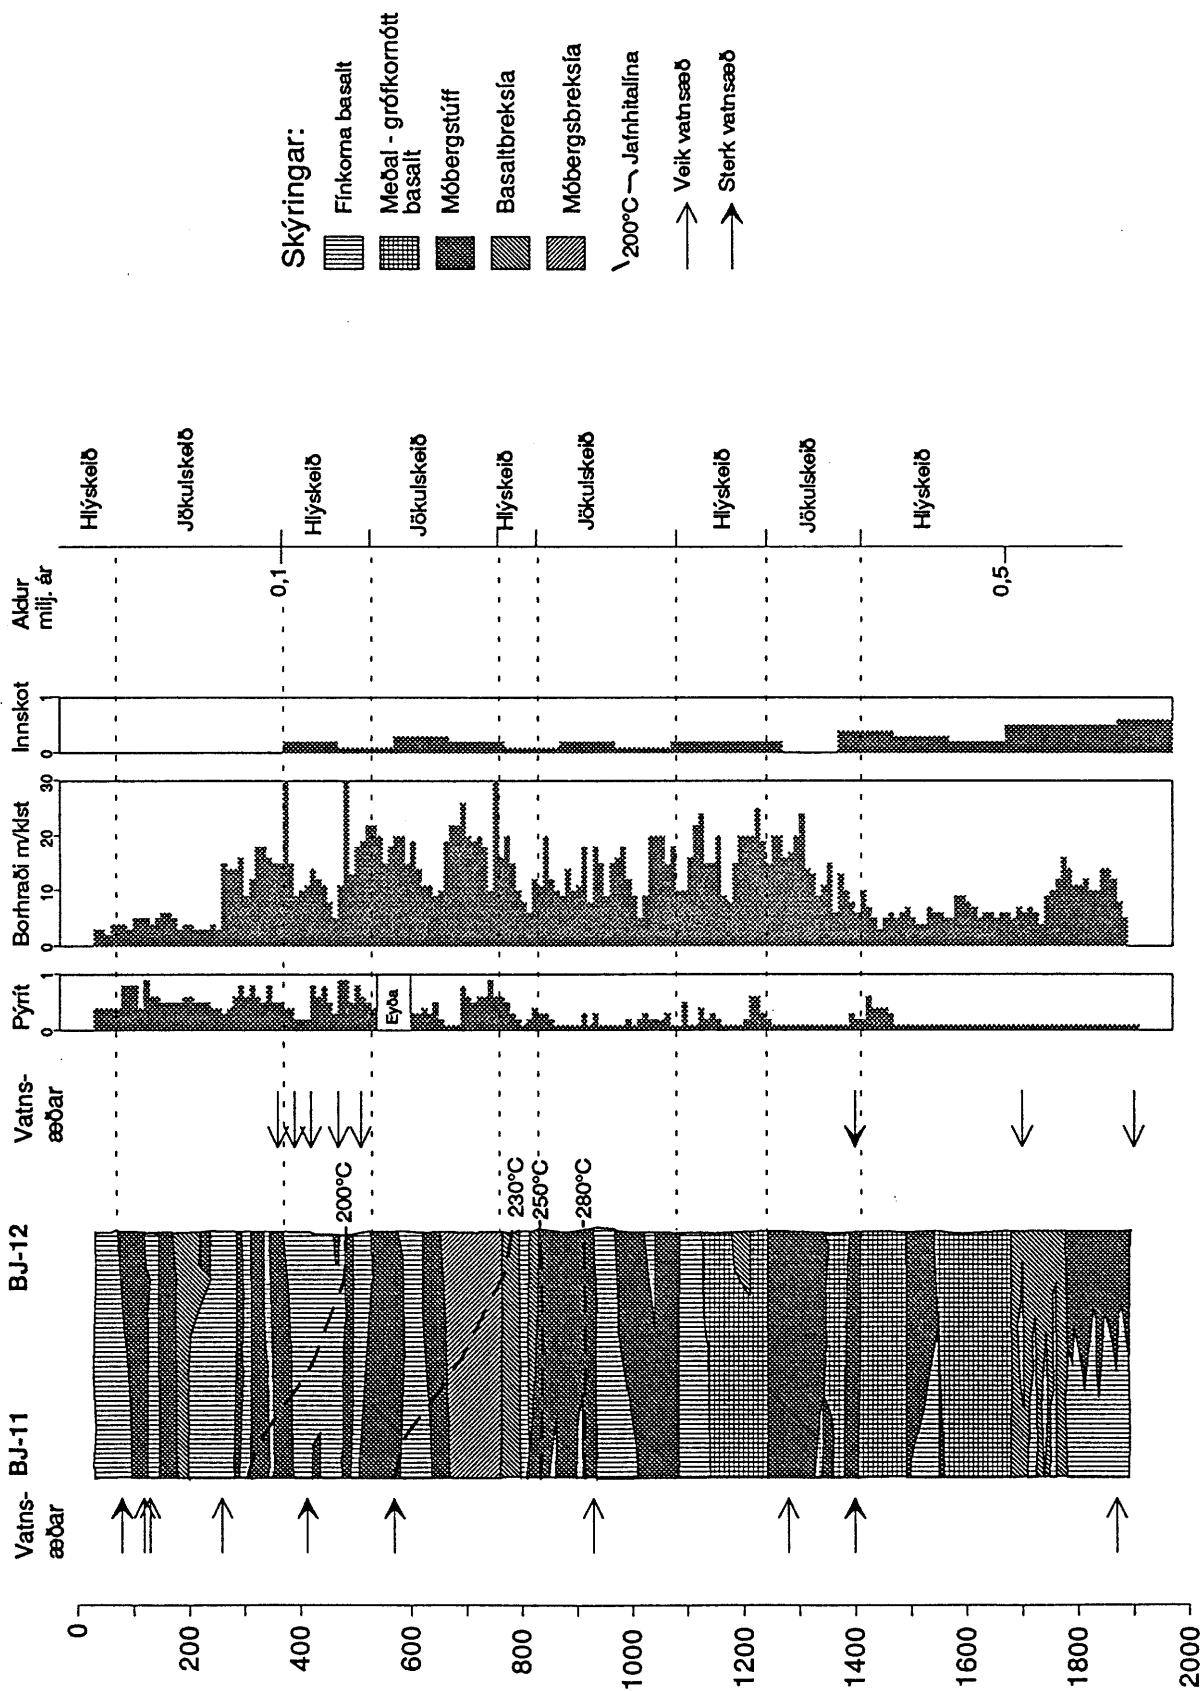 Skýringar:
Fínkorna basalt
Meðal - grófkornótt
basalt
Móbergstúff
Basaltbreksía
Móbergsbreksía
200°C Jafnhitalína
Veik vatnsæð
Sterk vatnsæð
Vatns-
æðar
BJ-11
BJ-12
Vatns-
æðar
Pýrít
Borhraði m/klst
Innskot
Aldur
milj. ár
0 1
0 10 20 30
0 1
Eyða
200°C
230°C
250°C
280°C
0,1
0,5
Hlýskeið
Jökulskeið
Hlýskeið
Jökulskeið
Hlýskeið
Jökulskeið
Hlýskeið
Jökulskeið
Hlýskeið
0
200
400
600
800
1000
1200
1400
1600
1800
2000